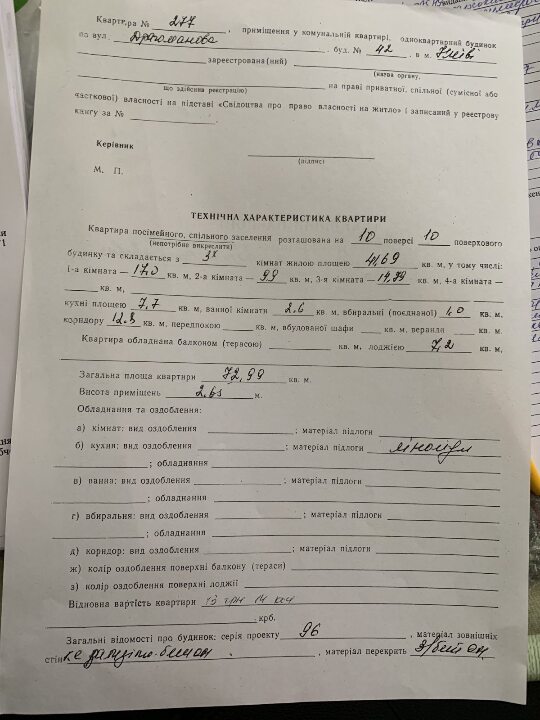 Квартира № 277, приміщення у комунальній квартирі, одноквартирний будинок
по вул. Драгоманова, буд. № 42, в м. Києві
зареєстрована(ний)
(назва органу,
що здійснює реєстрацію)
на праві приватної, спільної (сумісної або
часткової) власності на підставі «Свідоцтва про право власності на житло» і записаний у реєстрову
книгу за №
Керівник
(підпис)
М. П.
ТЕХНІЧНА ХАРАКТЕРИСТИКА КВАРТИРИ
Квартира посімейного, спільного заселення розташована на 10 поверсі 10 поверхового
(непотрібне викреслити)
будинку та складається з 3х кімнат жилою площею 41,69 кв. м, у тому числі:
1-а кімната — 17,0 кв. м, 2-а кімната — 9,9 кв. м, 3-я кімната — 14,79 кв. м, 4-а кімната —
кв. м,
кухні площею 7,7 кв. м, ванної кімнати 2,6 кв. м, вбиральні (поєднаної) 1,0 кв. м,
коридору 12,8 кв. м, передпокою кв. м, вбудованої шафи кв. м, веранда кв. м
Квартира обладнана балконом (терасою) кв. м, лоджією 7,2 кв. м,
Загальна площа квартири 72,99 кв. м.
Висота приміщень 2,65 м.
Обладнання та оздоблення:
а) кімнат: вид оздоблення ; матеріал підлоги
б) кухня: вид оздоблення ; матеріал підлоги лінолеум
; обладнання
в) ванна: вид оздоблення ; матеріал підлоги
; обладнання
г) вбиральня: вид оздоблення ; матеріал підлоги
; обладнання
д) коридор: вид оздоблення ; матеріал підлоги
ж) колір оздоблення поверхні балкону (тераси)
з) колір оздоблення поверхні лоджії
Відновна вартість квартири 13 грн 14 коп
крб.
Загальні відомості про будинок: серія проекту 96, матеріал зовнішніх
стін керамзито-бетон, матеріал перекрить з/бетон